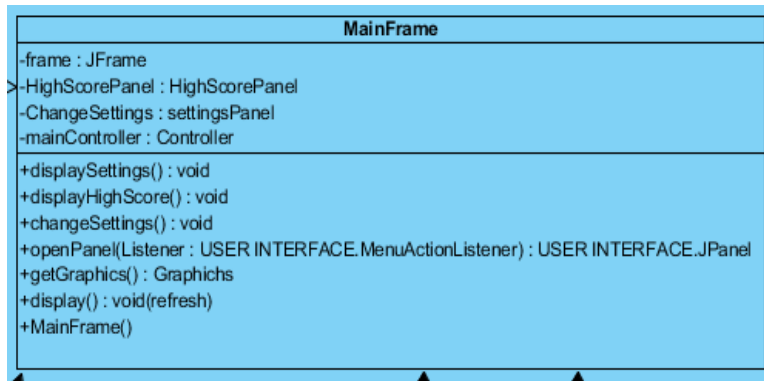 MainFrame
-frame : JFrame
-HighScorePanel : HighScorePanel
-ChangeSettings : settingsPanel
-mainController : Controller
+displaySettings() : void
+displayHighScore() : void
+changeSettings() : void
+openPanel(Listener : USER INTERFACE.MenuActionListener) : USER INTERFACE.JPanel
+getGraphics() : Graphichs
+display() : void(refresh)
+MainFrame()